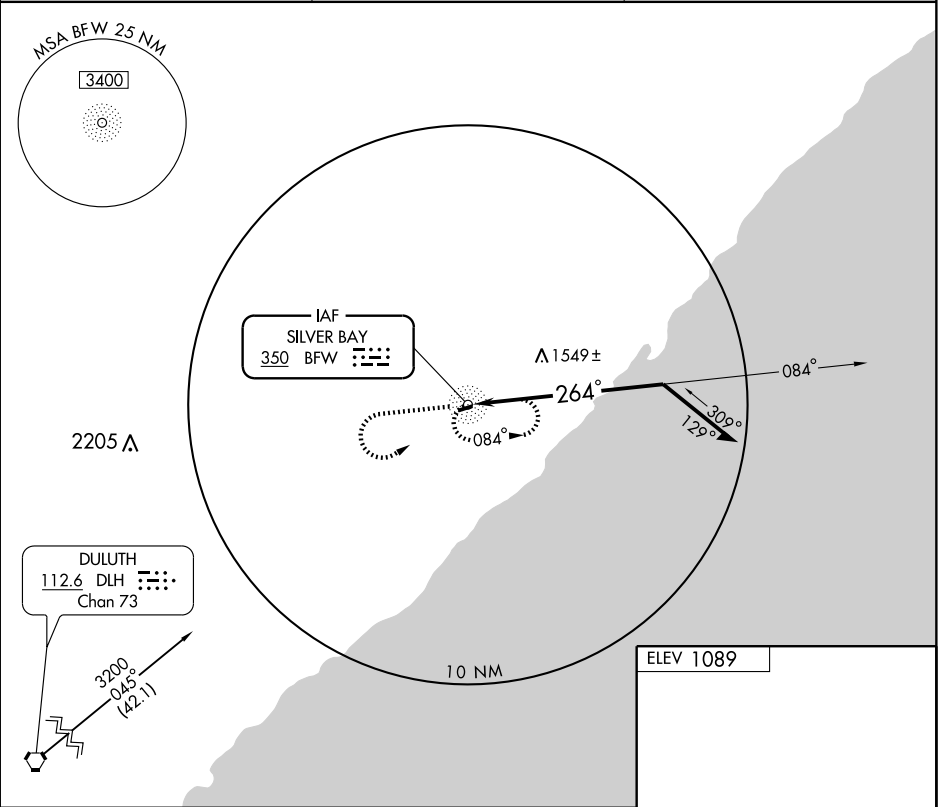 MSA BFW 25 NM
3400
IAF
SILVER BAY
350 BFW
1549±
084°
264°
309°
129°
084°
2205
DULUTH
112.6 DLH
Chan 73
3200
045°
(42.1)
10 NM
ELEV 1089